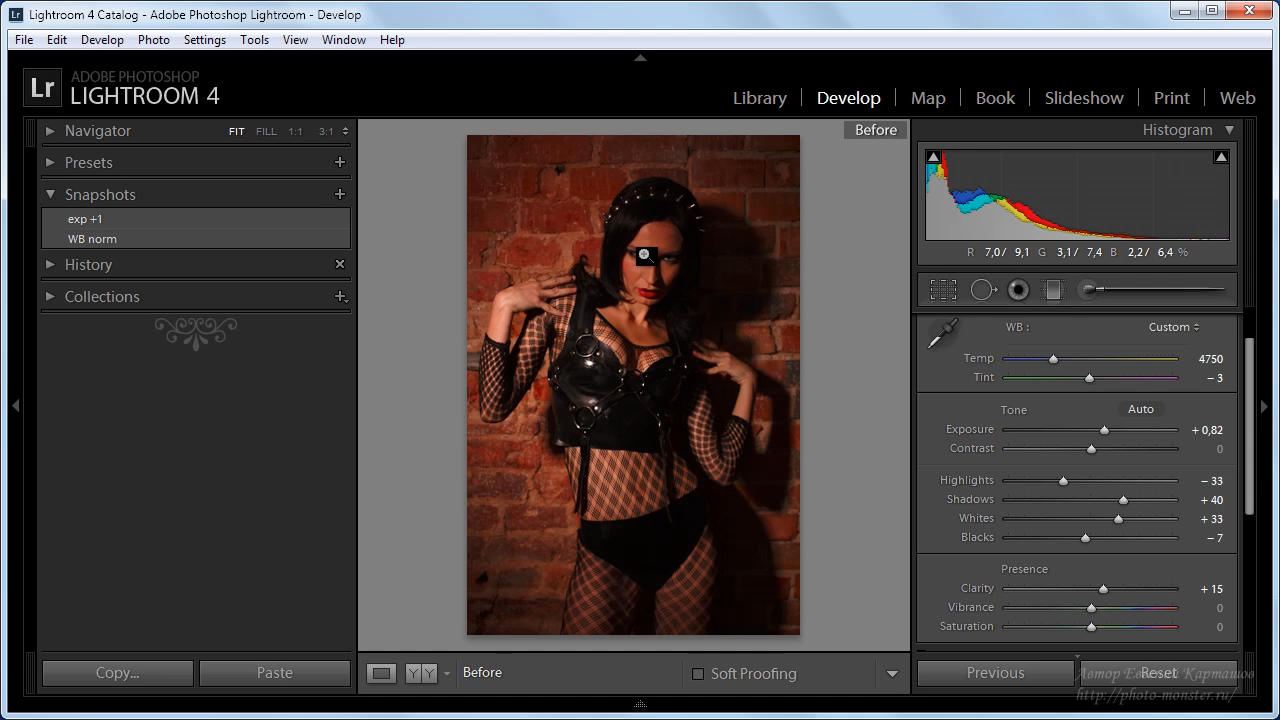 Lightroom 4 Catalog - Adobe Photoshop Lightroom - Develop
File Edit Develop Photo Settings Tools View Window Help
Lr ADOBE PHOTOSHOP
LIGHTROOM 4
Library Develop Map Book Slideshow Print Web
Navigator FIT FILL 1:1 3:1
Presets
Snapshots
exp +1
WB norm
History
Collections
Copy... Paste
Before
Before Soft Proofing
Histogram
R 7,0/ 9,1 G 3,1/ 7,4 B 2,2/ 6,4 %
WB : Custom
Temp 4750
Tint – 3
Tone Auto
Exposure + 0,82
Contrast 0
Highlights – 33
Shadows + 40
Whites + 33
Blacks – 7
Presence
Clarity + 15
Vibrance 0
Saturation 0
Previous Reset
Автор Евгений Карташов
http://photo-monster.ru/